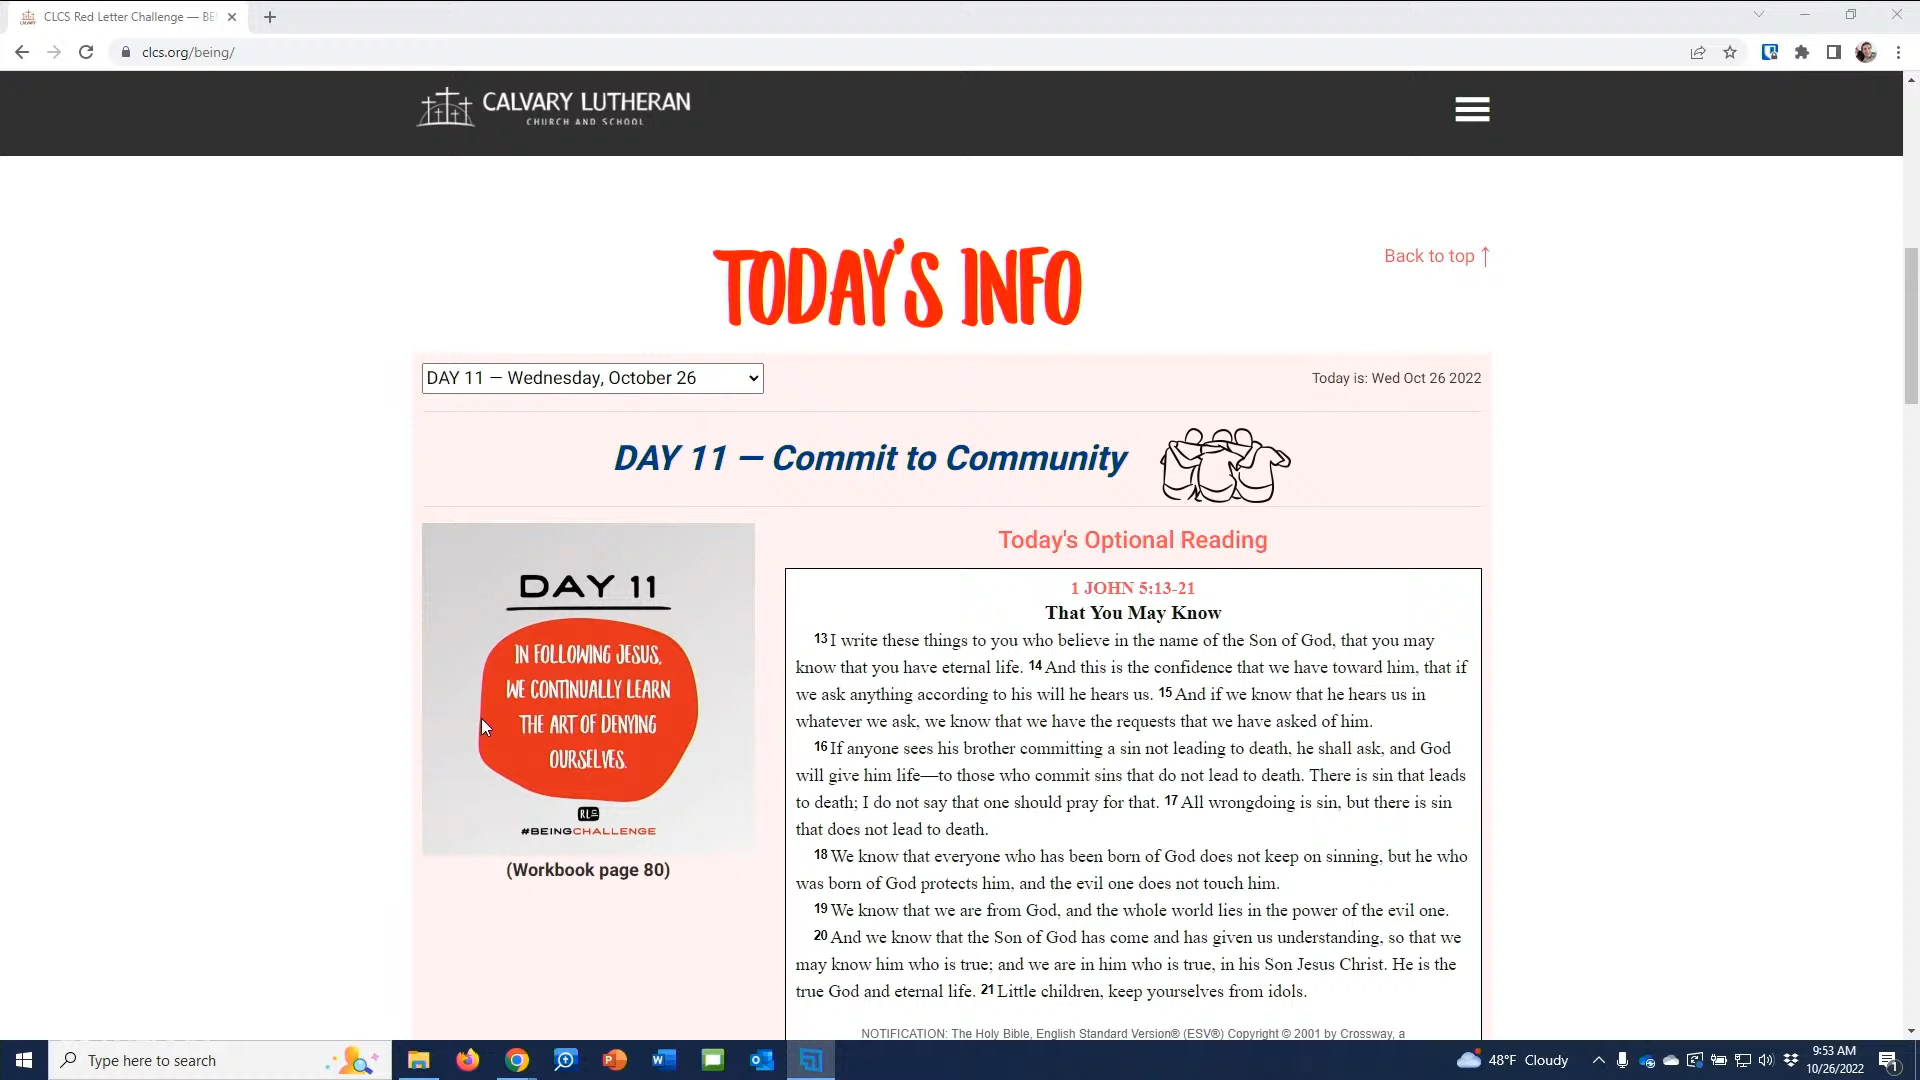 CLCS Red Letter Challenge — BE
clcs.org/being/
CALVARY LUTHERAN
CHURCH AND SCHOOL
TODAY'S INFO
Back to top ↑
DAY 11 — Wednesday, October 26
Today is: Wed Oct 26 2022
DAY 11 — Commit to Community
DAY 11
IN FOLLOWING JESUS,
WE CONTINUALLY LEARN
THE ART OF DENYING
OURSELVES.
RLC
#BEINGCHALLENGE
(Workbook page 80)
Today's Optional Reading
1 JOHN 5:13-21
That You May Know
13 I write these things to you who believe in the name of the Son of God, that you may
know that you have eternal life. 14 And this is the confidence that we have toward him, that if
we ask anything according to his will he hears us. 15 And if we know that he hears us in
whatever we ask, we know that we have the requests that we have asked of him.
16 If anyone sees his brother committing a sin not leading to death, he shall ask, and God
will give him life—to those who commit sins that do not lead to death. There is sin that leads
to death; I do not say that one should pray for that. 17 All wrongdoing is sin, but there is sin
that does not lead to death.
18 We know that everyone who has been born of God does not keep on sinning, but he who
was born of God protects him, and the evil one does not touch him.
19 We know that we are from God, and the whole world lies in the power of the evil one.
20 And we know that the Son of God has come and has given us understanding, so that we
may know him who is true; and we are in him who is true, in his Son Jesus Christ. He is the
true God and eternal life. 21 Little children, keep yourselves from idols.
NOTIFICATION: The Holy Bible, English Standard Version® (ESV®) Copyright © 2001 by Crossway, a
Type here to search
48°F Cloudy
9:53 AM
10/26/2022
1